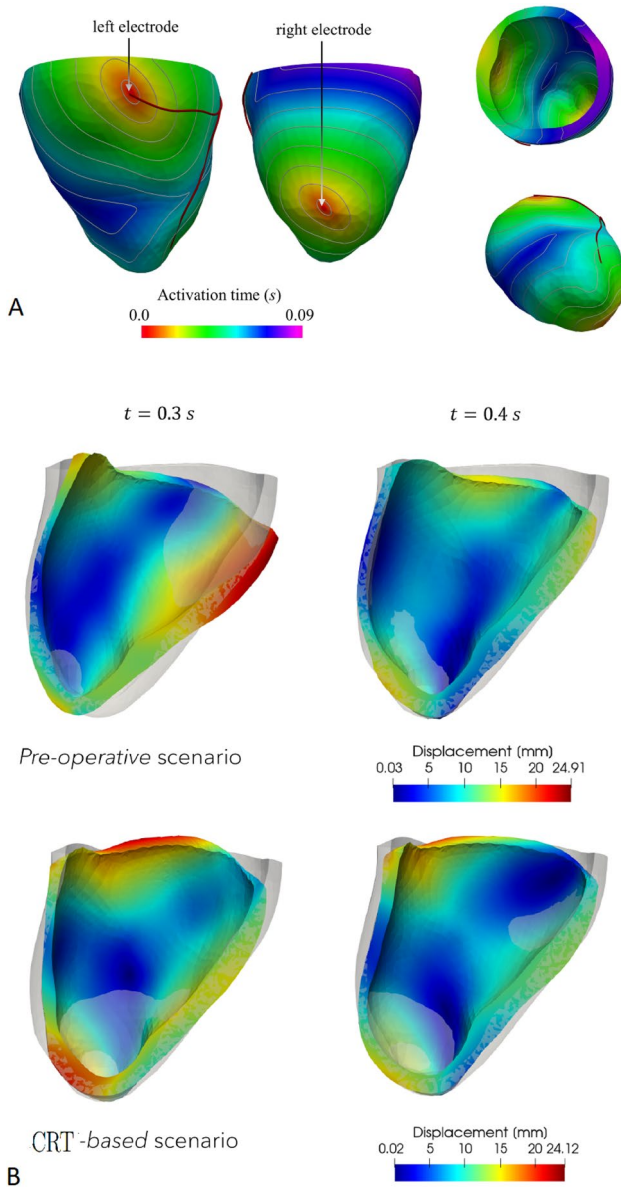 left electrode
right electrode
Activation time (s)
0.0
0.09
A
t = 0.3 s
t = 0.4 s
Pre-operative scenario
Displacement (mm)
0.03 5 10 15 20 24.91
CRT -based scenario
Displacement (mm)
0.02 5 10 15 20 24.12
B